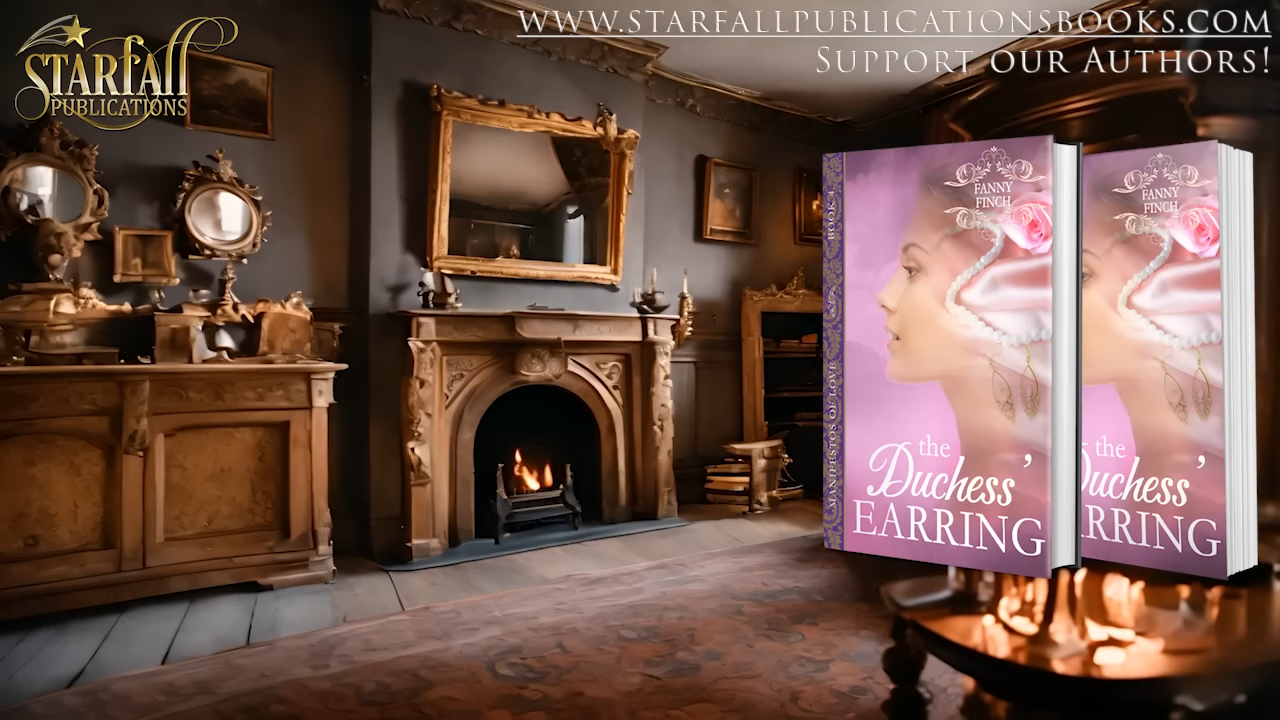 STARfall
PUBLICATIONS
www.starfallpublicationsbooks.com
Support our Authors!
MANIFESTOS OF LOVE
BOOK 4
FANNY
FINCH
the
Duchess'
EARRING
FANNY
FINCH
the
Duchess'
ARRING